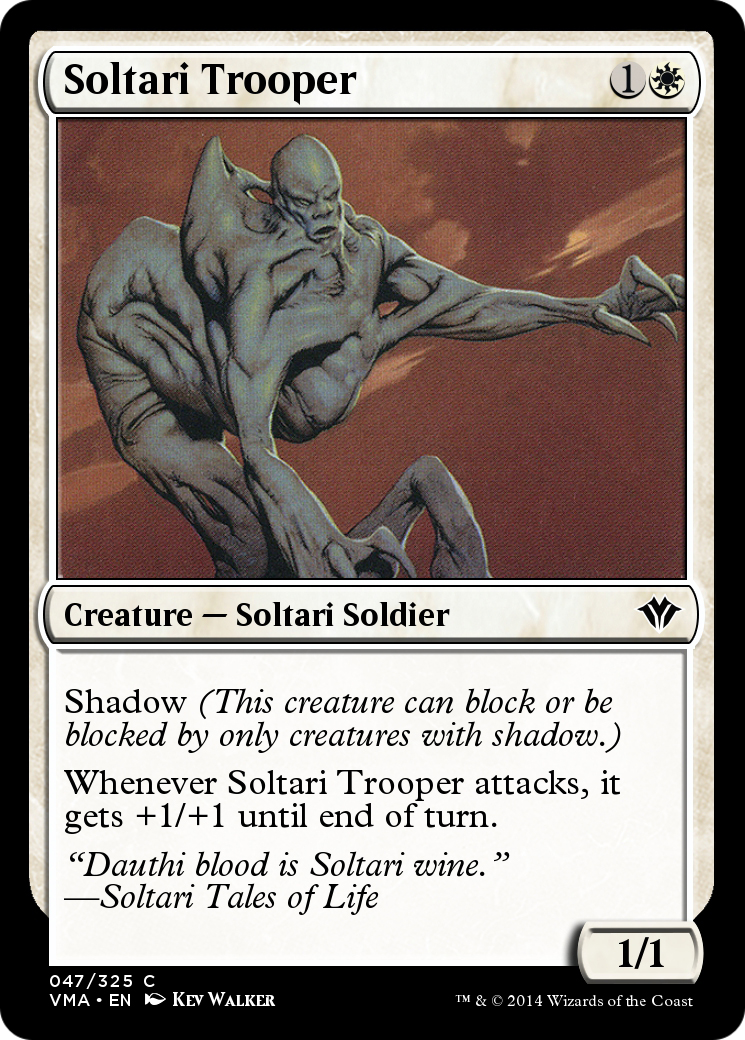 Soltari Trooper 1
Creature — Soltari Soldier
Shadow (This creature can block or be
blocked by only creatures with shadow.)
Whenever Soltari Trooper attacks, it
gets +1/+1 until end of turn.
“Dauthi blood is Soltari wine.”
—Soltari Tales of Life
1/1
047/325 C
VMA • EN Kev Walker
™ & © 2014 Wizards of the Coast